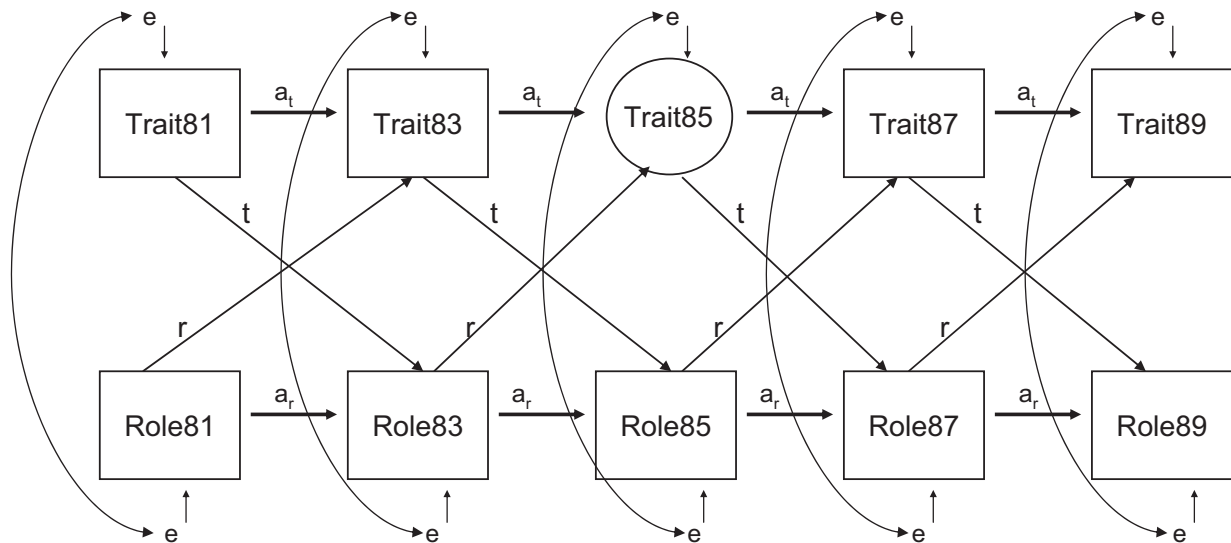 e e e e e
a_t a_t a_t a_t
Trait81 Trait83 Trait85 Trait87 Trait89
t t t t
r r r r
a_r a_r a_r a_r
Role81 Role83 Role85 Role87 Role89
e e e e e